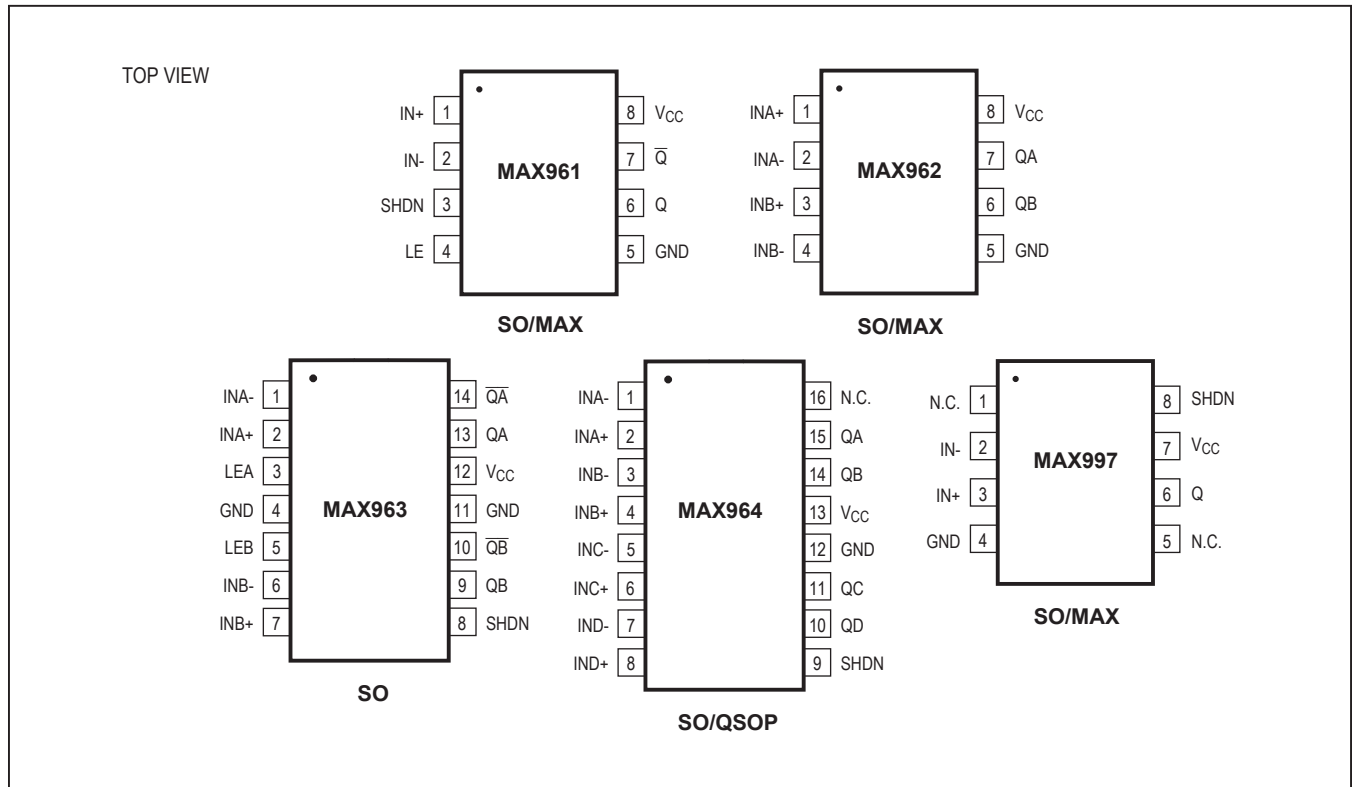 TOP VIEW
IN+ 1 8 VCC
IN- 2 7 Q̅
MAX961
SHDN 3 6 Q
LE 4 5 GND
SO/MAX
INA+ 1 8 VCC
INA- 2 7 QA
MAX962
INB+ 3 6 QB
INB- 4 5 GND
SO/MAX
INA- 1 14 Q̅A̅
INA+ 2 13 QA
LEA 3 12 VCC
MAX963
GND 4 11 GND
LEB 5 10 Q̅B̅
INB- 6 9 QB
INB+ 7 8 SHDN
SO
INA- 1 16 N.C.
INA+ 2 15 QA
INB- 3 14 QB
MAX964
INB+ 4 13 VCC
INC- 5 12 GND
INC+ 6 11 QC
IND- 7 10 QD
IND+ 8 9 SHDN
SO/QSOP
N.C. 1 8 SHDN
IN- 2 7 VCC
MAX997
IN+ 3 6 Q
GND 4 5 N.C.
SO/MAX